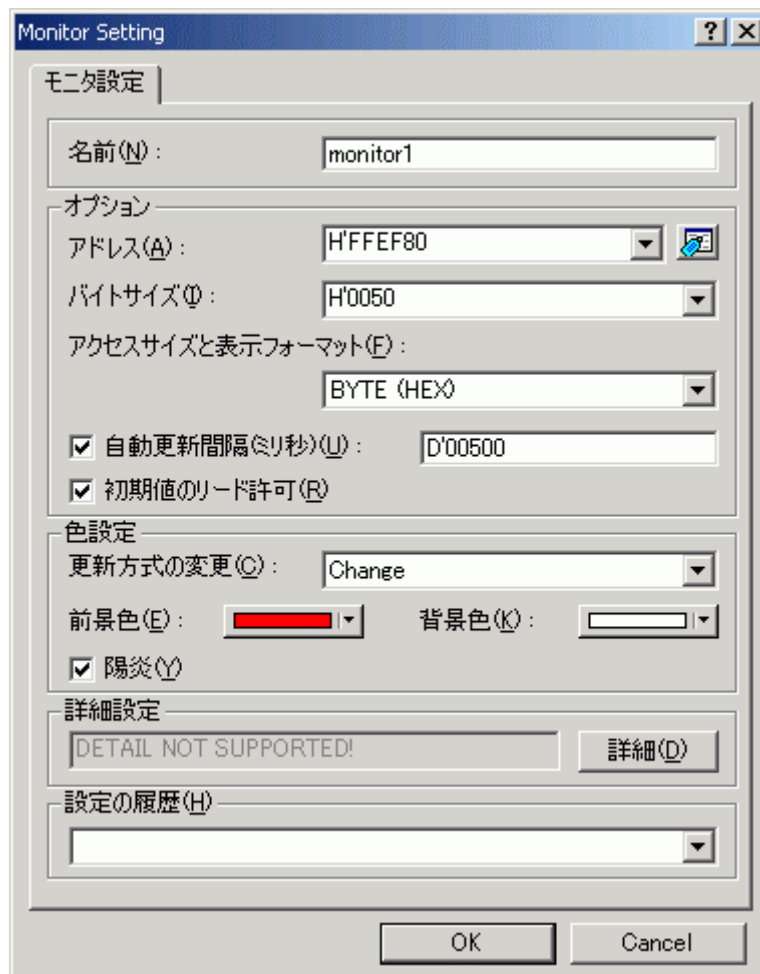 Monitor Setting
モニタ設定
名前(N) : monitor1
オプション
アドレス(A) : H'FFEF80
バイトサイズ(I) : H'0050
アクセスサイズと表示フォーマット(F) :
BYTE (HEX)
自動更新間隔(ミリ秒)(U) : D'00500
初期値のリード許可(R)
色設定
更新方式の変更(C) : Change
前景色(E) : 背景色(K) :
陽炎(Y)
詳細設定
DETAIL NOT SUPPORTED! 詳細(D)
設定の履歴(H)
OK Cancel